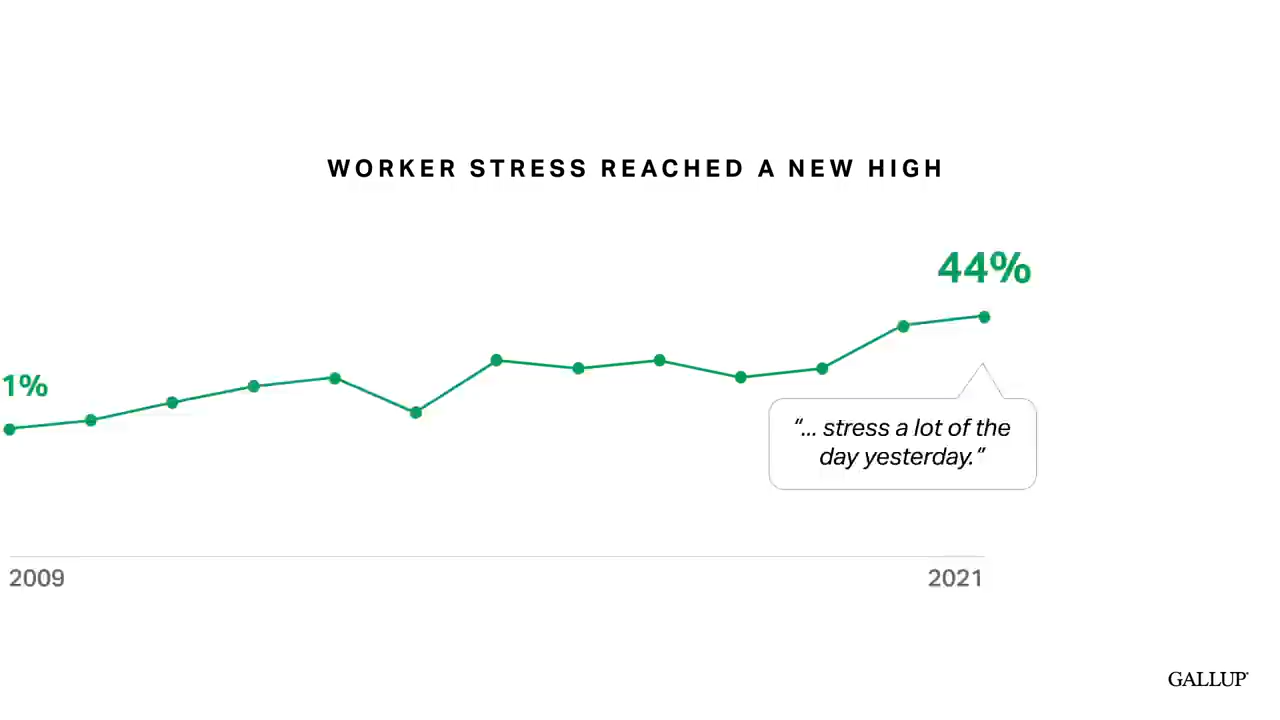 WORKER STRESS REACHED A NEW HIGH
44%
1%
"... stress a lot of the
day yesterday."
2009
2021
GALLUP